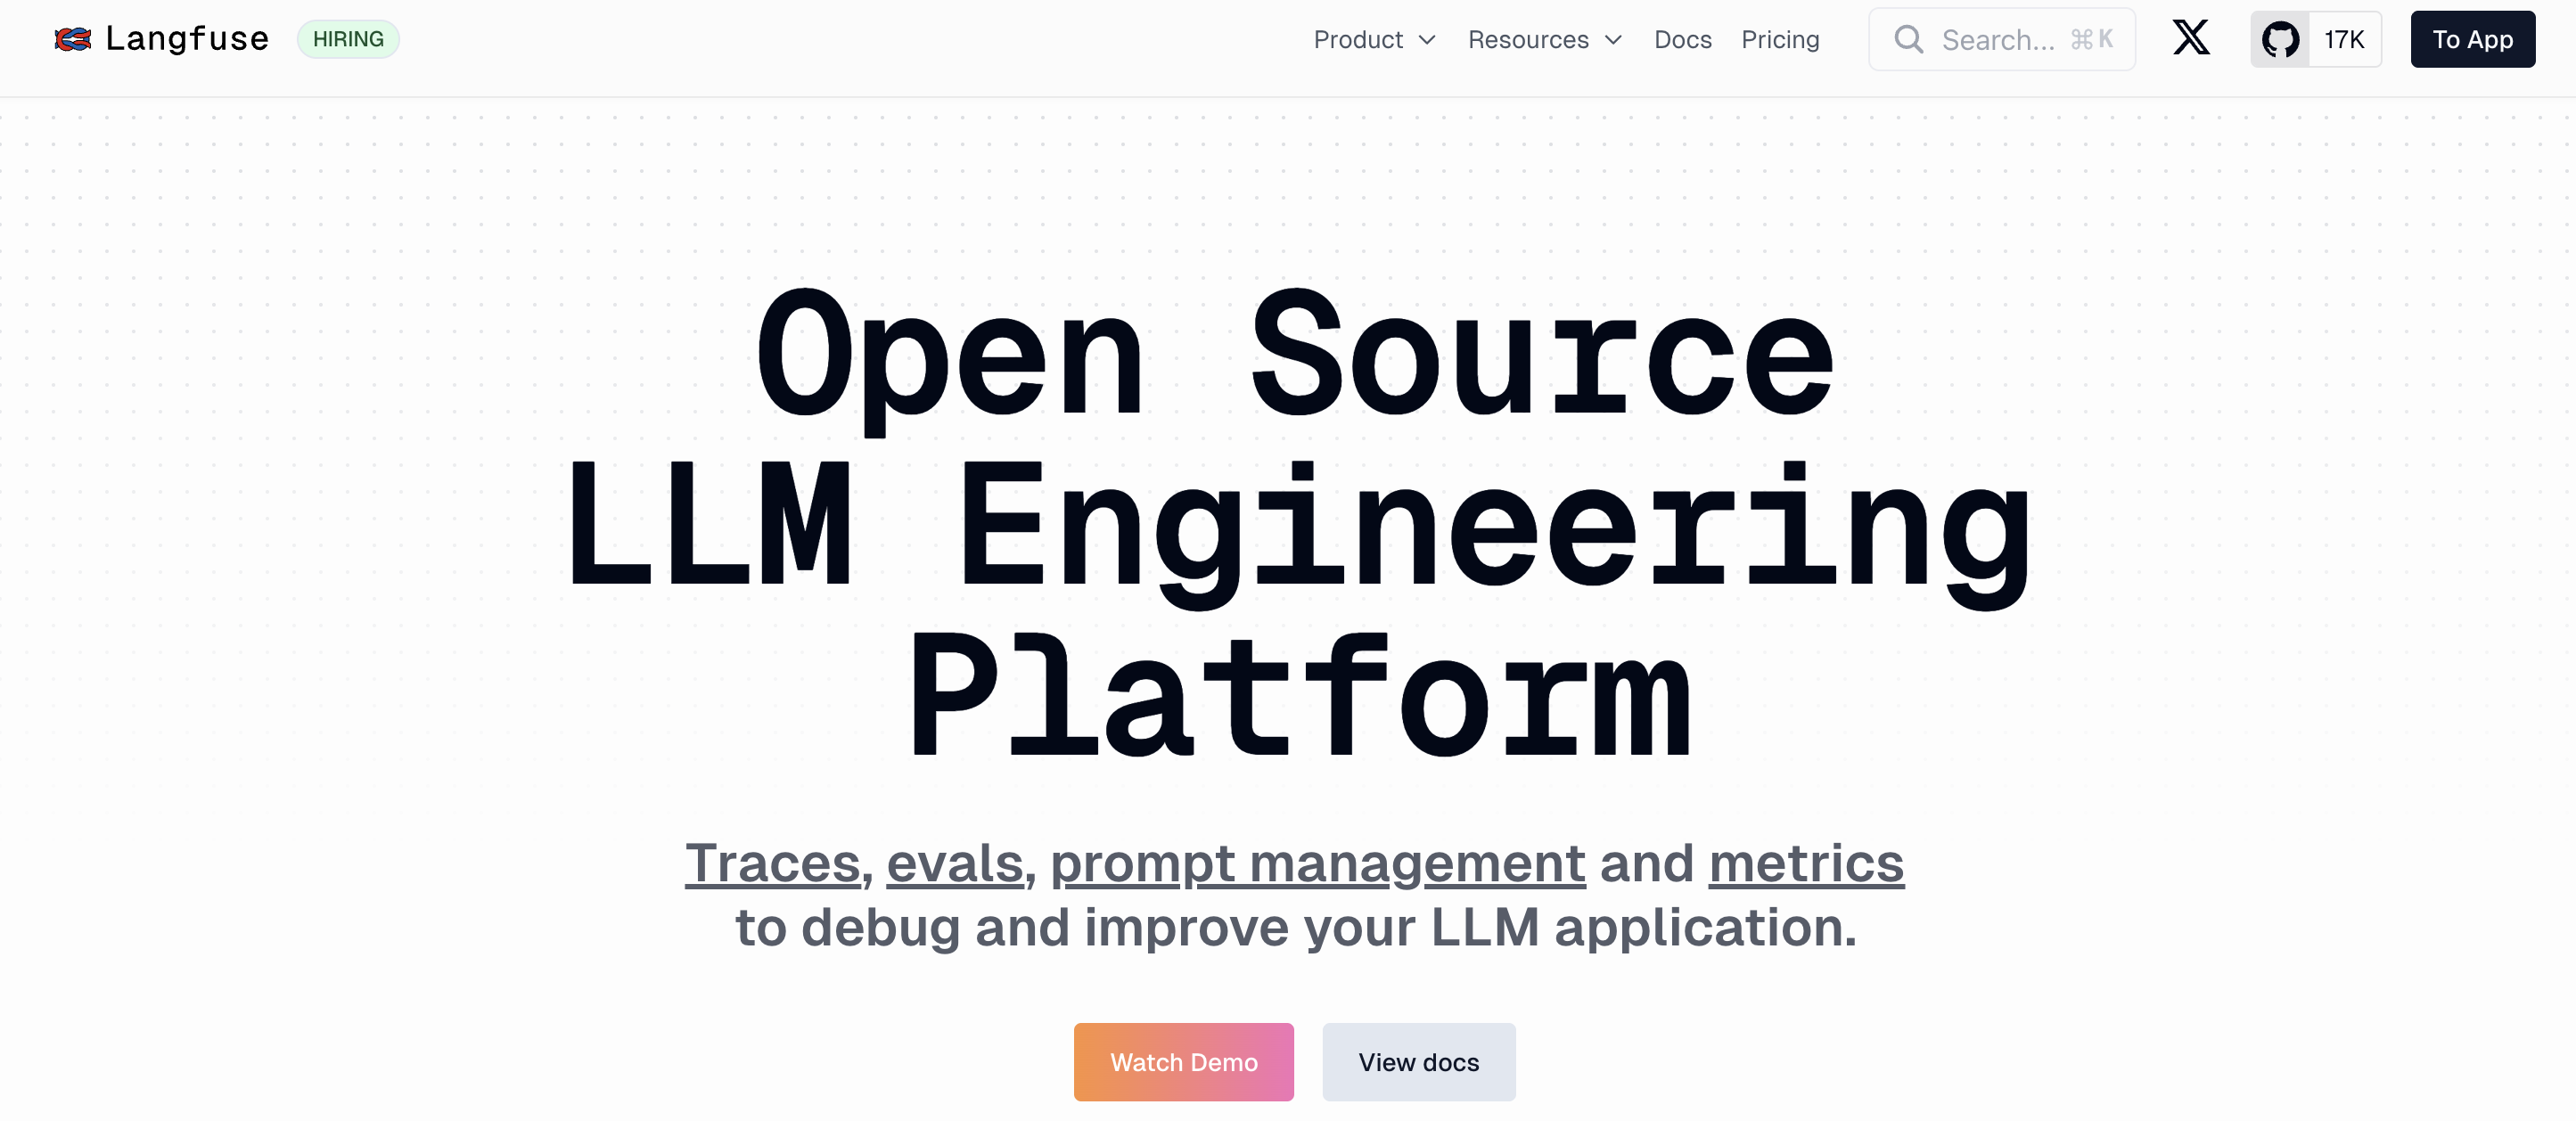 Langfuse HIRING Product Resources Docs Pricing Search... ⌘K 17K To App
Open Source
LLM Engineering
Platform
Traces, evals, prompt management and metrics
to debug and improve your LLM application.
Watch Demo View docs